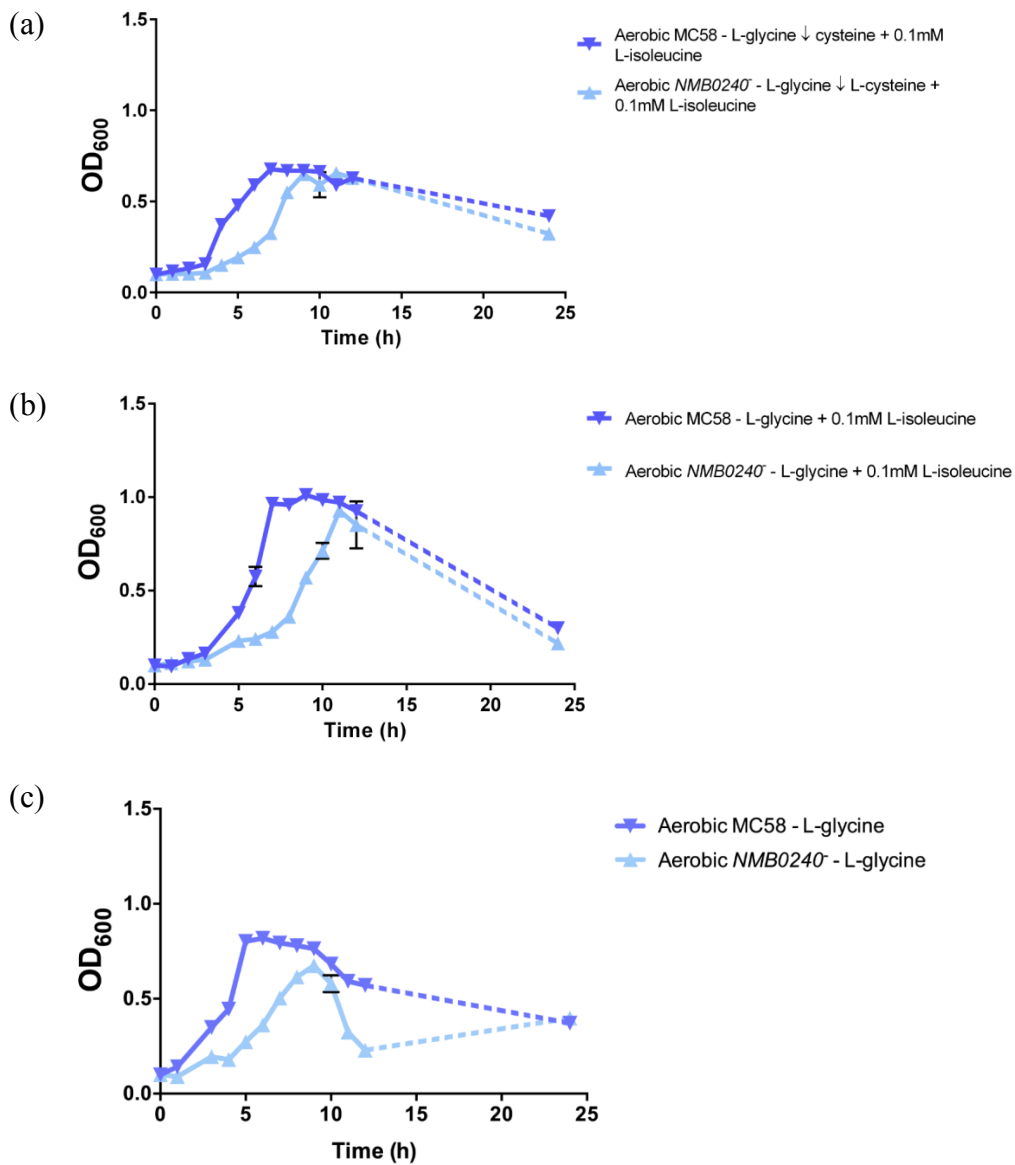 (a)
1.5
1.0
0.5
0.0
OD600
0 5 10 15 20 25
Time (h)
Aerobic MC58 - L-glycine ↓ cysteine + 0.1mM
L-isoleucine
Aerobic NMB0240- - L-glycine ↓ L-cysteine +
0.1mM L-isoleucine
(b)
1.5
1.0
0.5
0.0
OD600
0 5 10 15 20 25
Time (h)
Aerobic MC58 - L-glycine + 0.1mM L-isoleucine
Aerobic NMB0240- - L-glycine + 0.1mM L-isoleucine
(c)
1.5
1.0
0.5
0.0
OD600
0 5 10 15 20 25
Time (h)
Aerobic MC58 - L-glycine
Aerobic NMB0240- - L-glycine